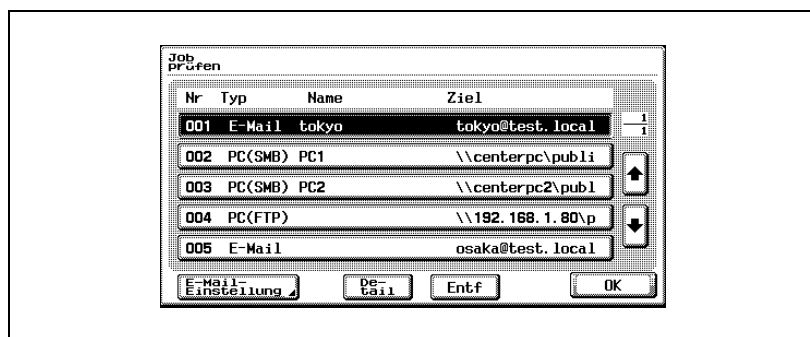 Job
prüfen
Nr Typ Name Ziel
001 E-Mail tokyo tokyo@test.local
1
1
002 PC(SMB) PC1 \\centerpc\publi
003 PC(SMB) PC2 \\centerpc2\publ
004 PC(FTP) \\192.168.1.80\p
005 E-Mail osaka@test.local
E-Mail-
Einstellung
De-
tail
Entf
OK